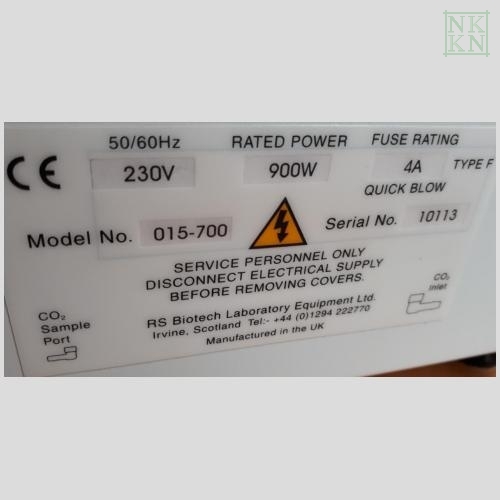 NK
KN
50/60Hz RATED POWER FUSE RATING
CE 230V 900W 4A TYPE F
QUICK BLOW
Model No. 015-700 Serial No. 10113
SERVICE PERSONNEL ONLY
DISCONNECT ELECTRICAL SUPPLY
BEFORE REMOVING COVERS.
CO₂
Sample
Port
CO₂
Inlet
RS Biotech Laboratory Equipment Ltd.
Irvine, Scotland Tel:- +44 (0)1294 222770
Manufactured in the UK